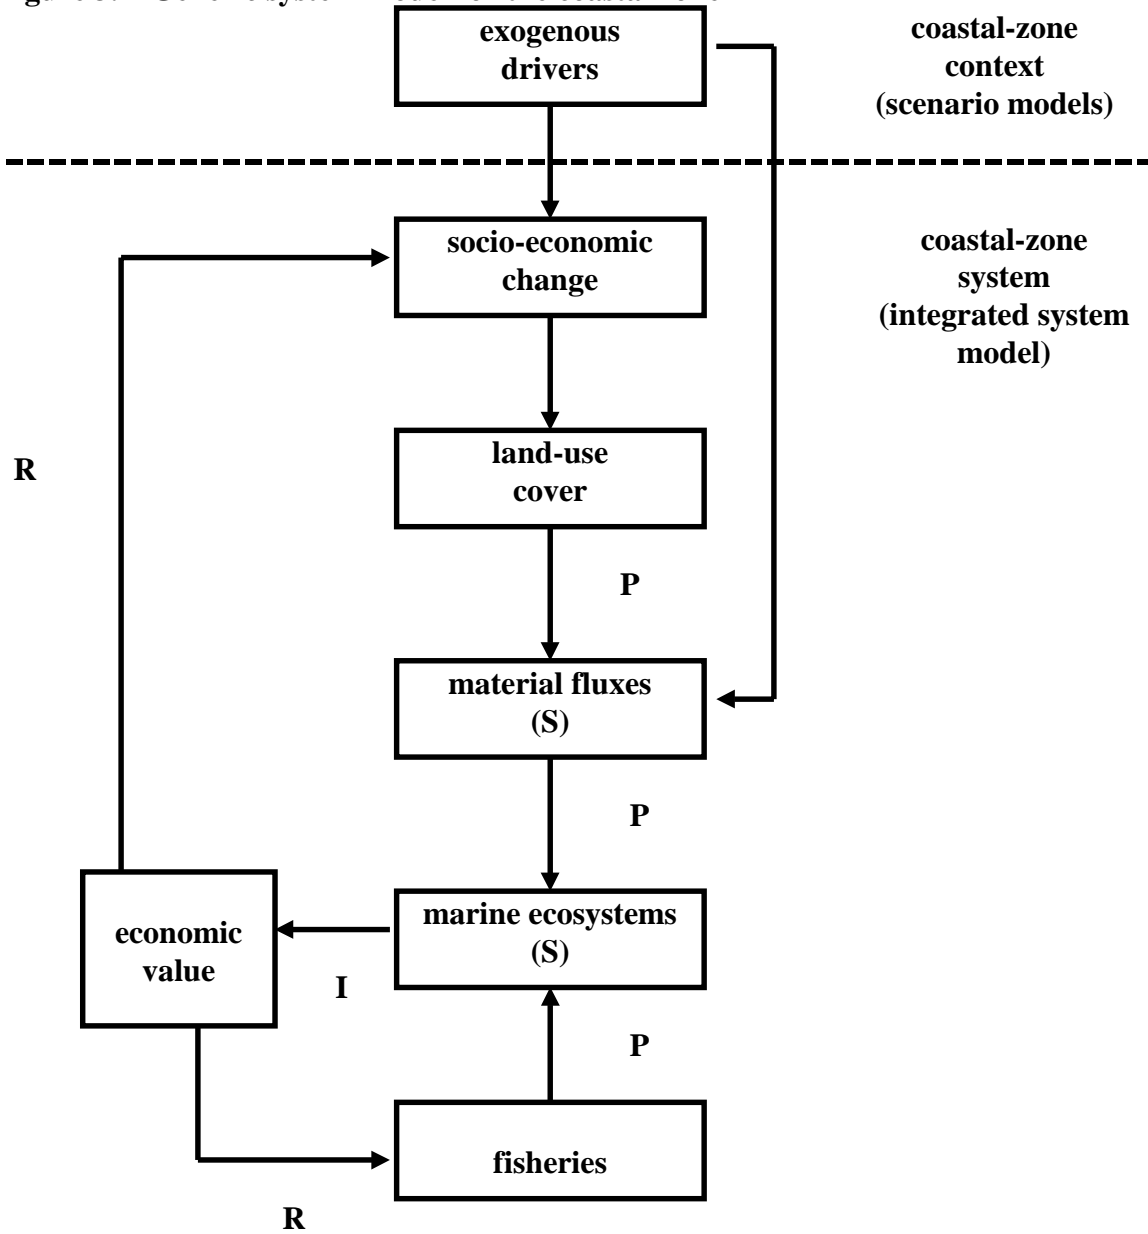 exogenous
drivers
coastal-zone
context
(scenario models)
socio-economic
change
coastal-zone
system
(integrated system
model)
land-use
cover
R
P
material fluxes
(S)
P
marine ecosystems
(S)
economic
value
I
P
fisheries
R